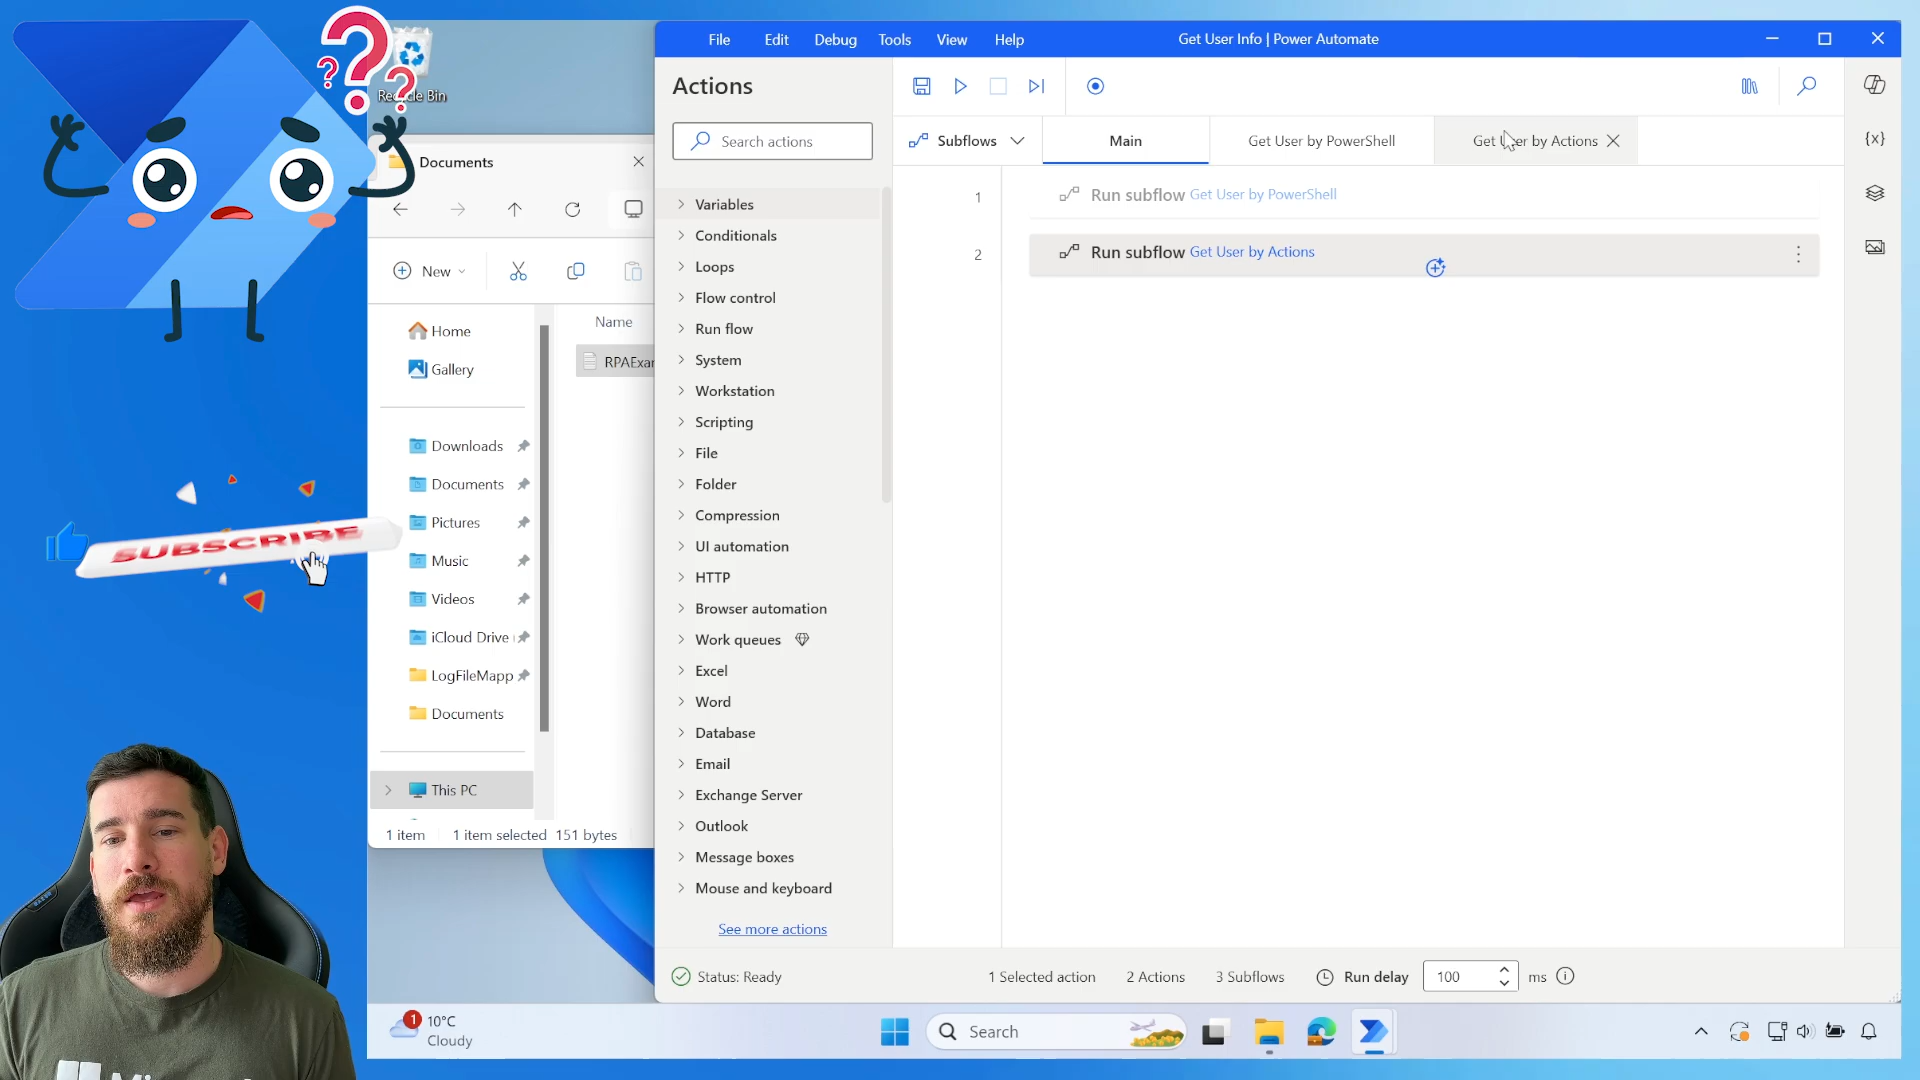 Recycle Bin
SUBSCRIBE
Documents
New
Home
Gallery
Downloads
Documents
Pictures
Music
Videos
iCloud Drive
LogFileMapp
Documents
This PC
Name
RPAExar
1 item 1 item selected 151 bytes
File Edit Debug Tools View Help
Get User Info | Power Automate
Actions
Search actions
Variables
Conditionals
Loops
Flow control
Run flow
System
Workstation
Scripting
File
Folder
Compression
UI automation
HTTP
Browser automation
Work queues
Excel
Word
Database
Email
Exchange Server
Outlook
Message boxes
Mouse and keyboard
See more actions
Subflows Main Get User by PowerShell Get User by Actions
{x}
1 Run subflow Get User by PowerShell
2 Run subflow Get User by Actions
Status: Ready 1 Selected action 2 Actions 3 Subflows Run delay 100 ms
1 10°C
Cloudy
Search